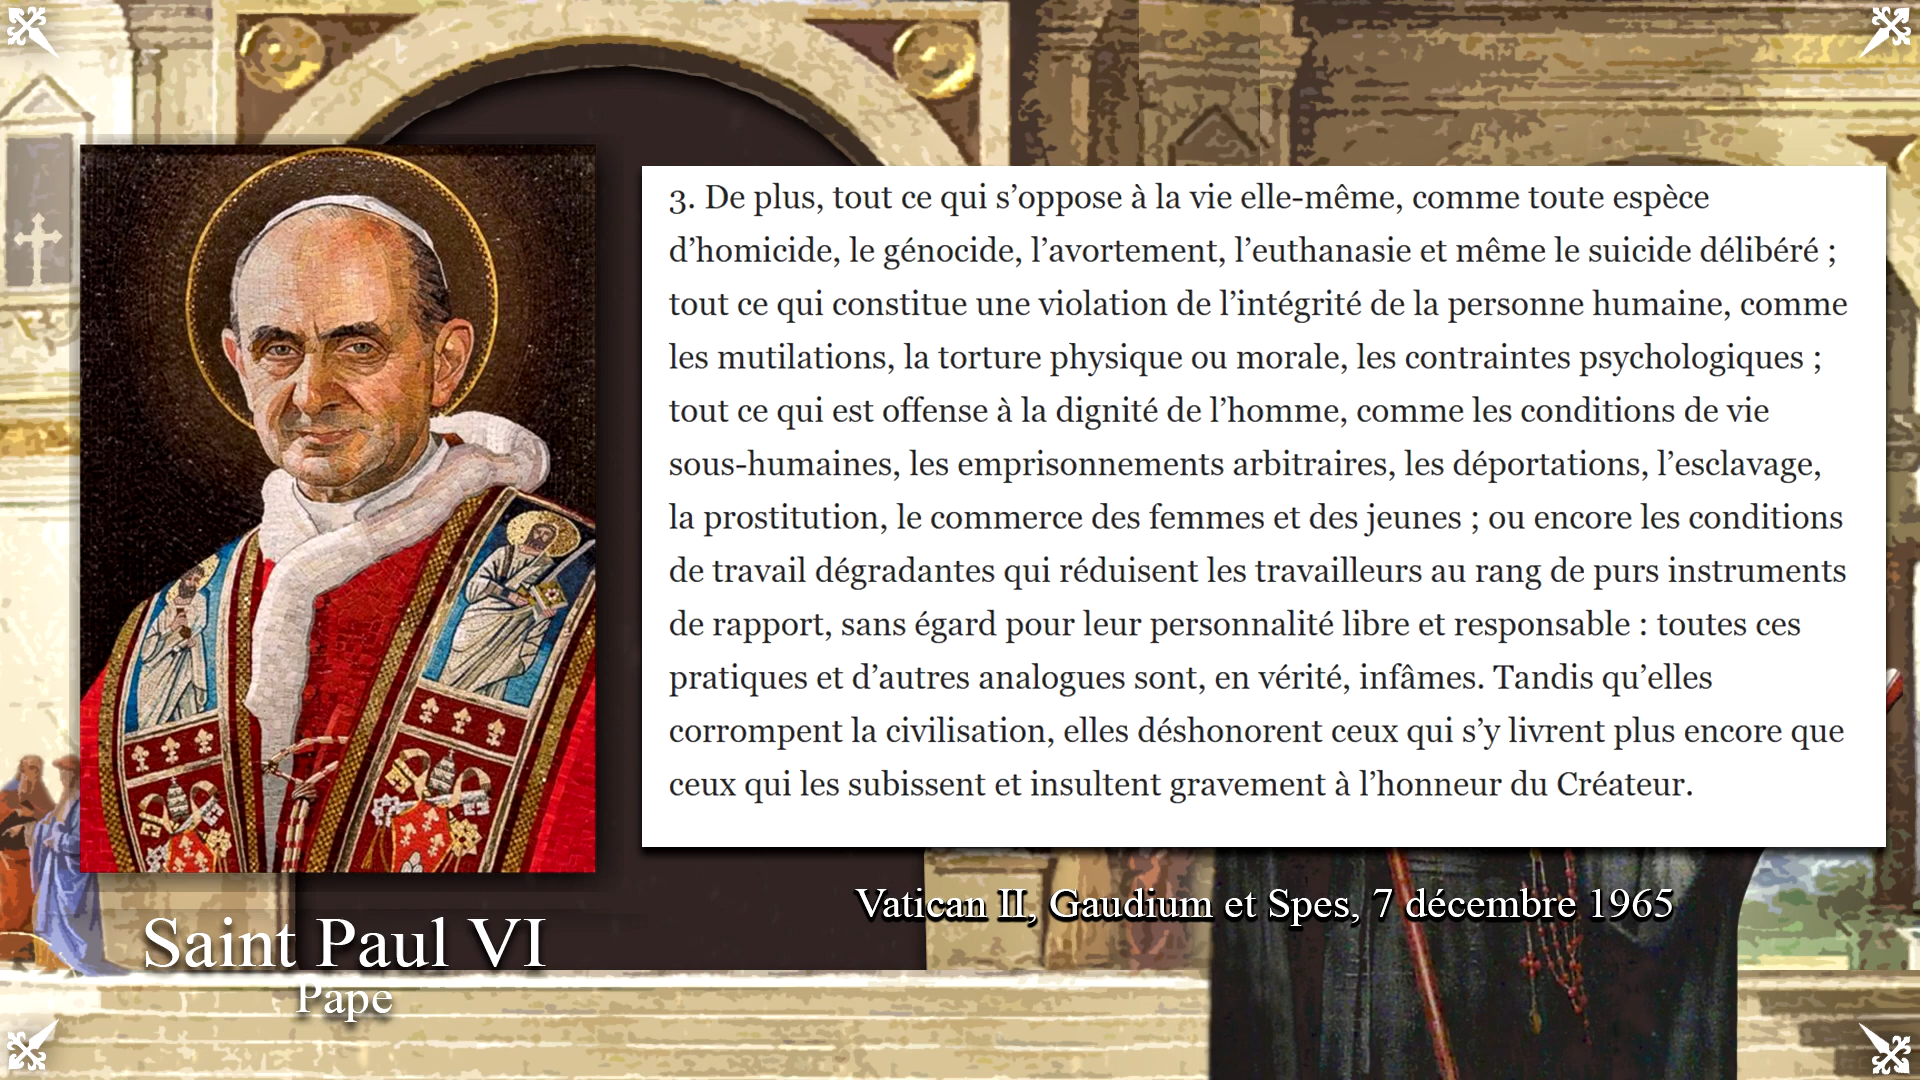 3. De plus, tout ce qui s’oppose à la vie elle-même, comme toute espèce
d’homicide, le génocide, l’avortement, l’euthanasie et même le suicide délibéré ;
tout ce qui constitue une violation de l’intégrité de la personne humaine, comme
les mutilations, la torture physique ou morale, les contraintes psychologiques ;
tout ce qui est offense à la dignité de l’homme, comme les conditions de vie
sous-humaines, les emprisonnements arbitraires, les déportations, l’esclavage,
la prostitution, le commerce des femmes et des jeunes ; ou encore les conditions
de travail dégradantes qui réduisent les travailleurs au rang de purs instruments
de rapport, sans égard pour leur personnalité libre et responsable : toutes ces
pratiques et d’autres analogues sont, en vérité, infâmes. Tandis qu’elles
corrompent la civilisation, elles déshonorent ceux qui s’y livrent plus encore que
ceux qui les subissent et insultent gravement à l’honneur du Créateur.
Vatican II, Gaudium et Spes, 7 décembre 1965
Saint Paul VI
Pape